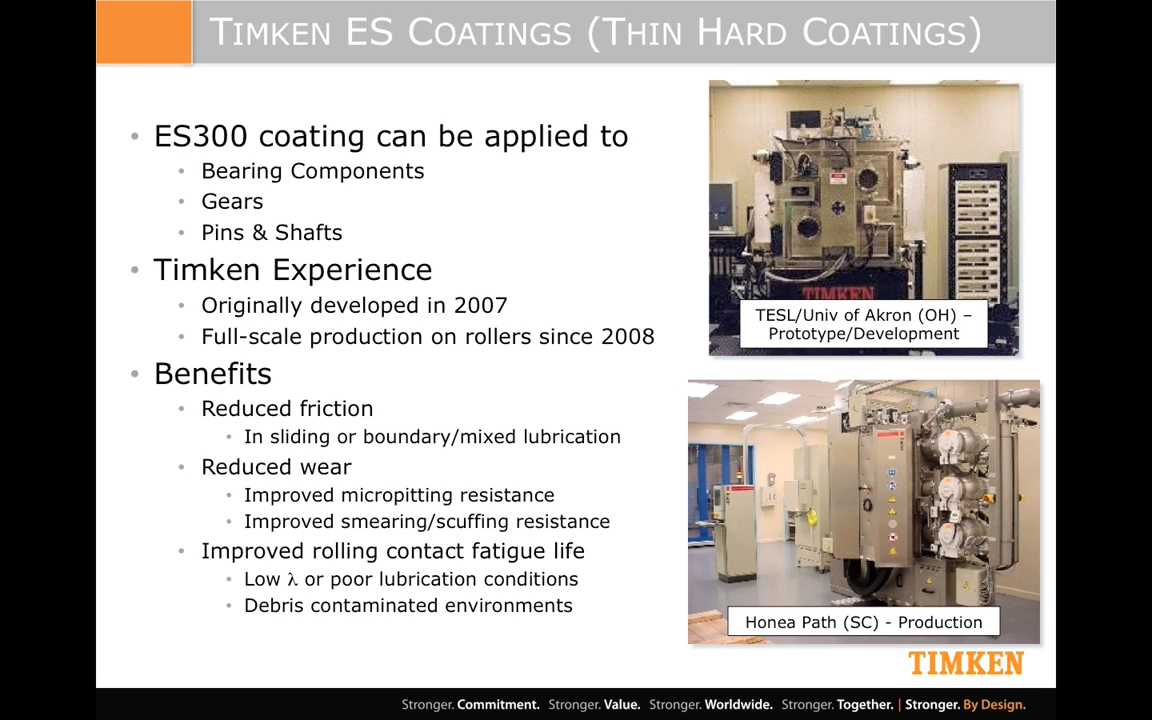 TIMKEN ES COATINGS (THIN HARD COATINGS)
• ES300 coating can be applied to
• Bearing Components
• Gears
• Pins & Shafts
• Timken Experience
• Originally developed in 2007
• Full-scale production on rollers since 2008
• Benefits
• Reduced friction
• In sliding or boundary/mixed lubrication
• Reduced wear
• Improved micropitting resistance
• Improved smearing/scuffing resistance
• Improved rolling contact fatigue life
• Low λ or poor lubrication conditions
• Debris contaminated environments
TIMKEN
TESL/Univ of Akron (OH) –
Prototype/Development
Honea Path (SC) - Production
TIMKEN
Stronger. Commitment. Stronger. Value. Stronger. Worldwide. Stronger. Together. | Stronger. By Design.